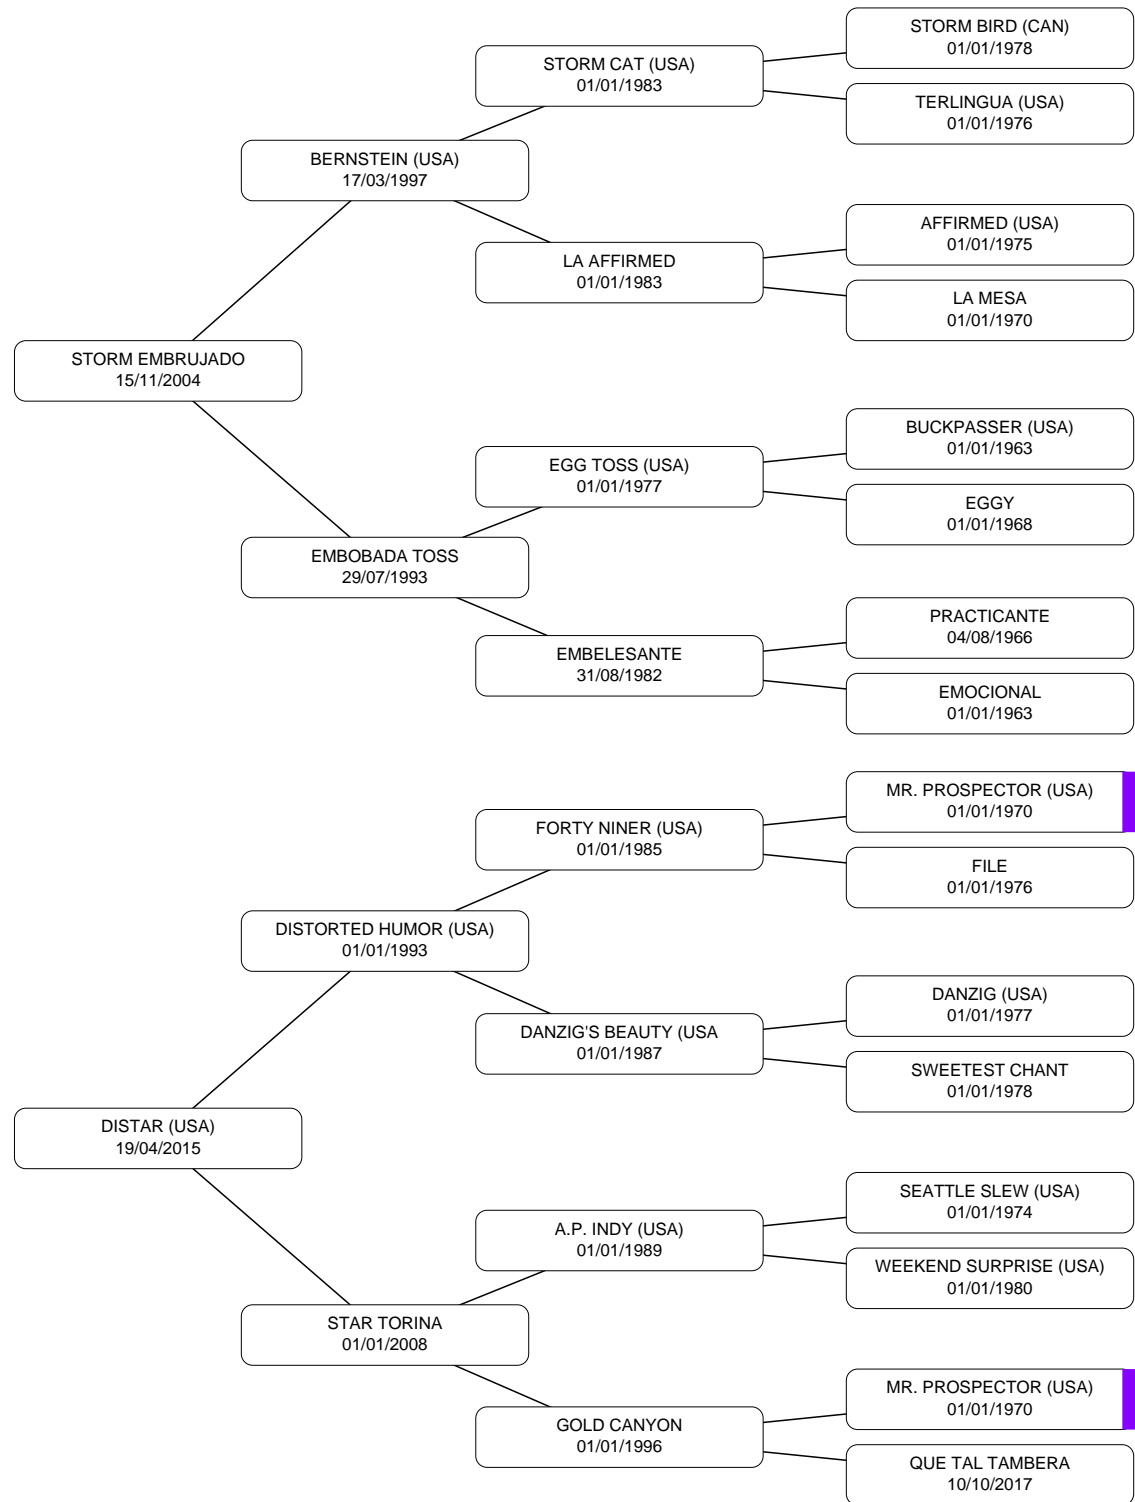 STORM BIRD (CAN)
01/01/1978
STORM CAT (USA)
01/01/1983
TERLINGUA (USA)
01/01/1976
BERNSTEIN (USA)
17/03/1997
AFFIRMED (USA)
01/01/1975
LA AFFIRMED
01/01/1983
LA MESA
01/01/1970
STORM EMBRUJADO
15/11/2004
BUCKPASSER (USA)
01/01/1963
EGG TOSS (USA)
01/01/1977
EGGY
01/01/1968
EMBOBADA TOSS
29/07/1993
PRACTICANTE
04/08/1966
EMBELESANTE
31/08/1982
EMOCIONAL
01/01/1963
MR. PROSPECTOR (USA)
01/01/1970
FORTY NINER (USA)
01/01/1985
FILE
01/01/1976
DISTORTED HUMOR (USA)
01/01/1993
DANZIG (USA)
01/01/1977
DANZIG'S BEAUTY (USA
01/01/1987
SWEETEST CHANT
01/01/1978
DISTAR (USA)
19/04/2015
SEATTLE SLEW (USA)
01/01/1974
A.P. INDY (USA)
01/01/1989
WEEKEND SURPRISE (USA)
01/01/1980
STAR TORINA
01/01/2008
MR. PROSPECTOR (USA)
01/01/1970
GOLD CANYON
01/01/1996
QUE TAL TAMBERA
10/10/2017